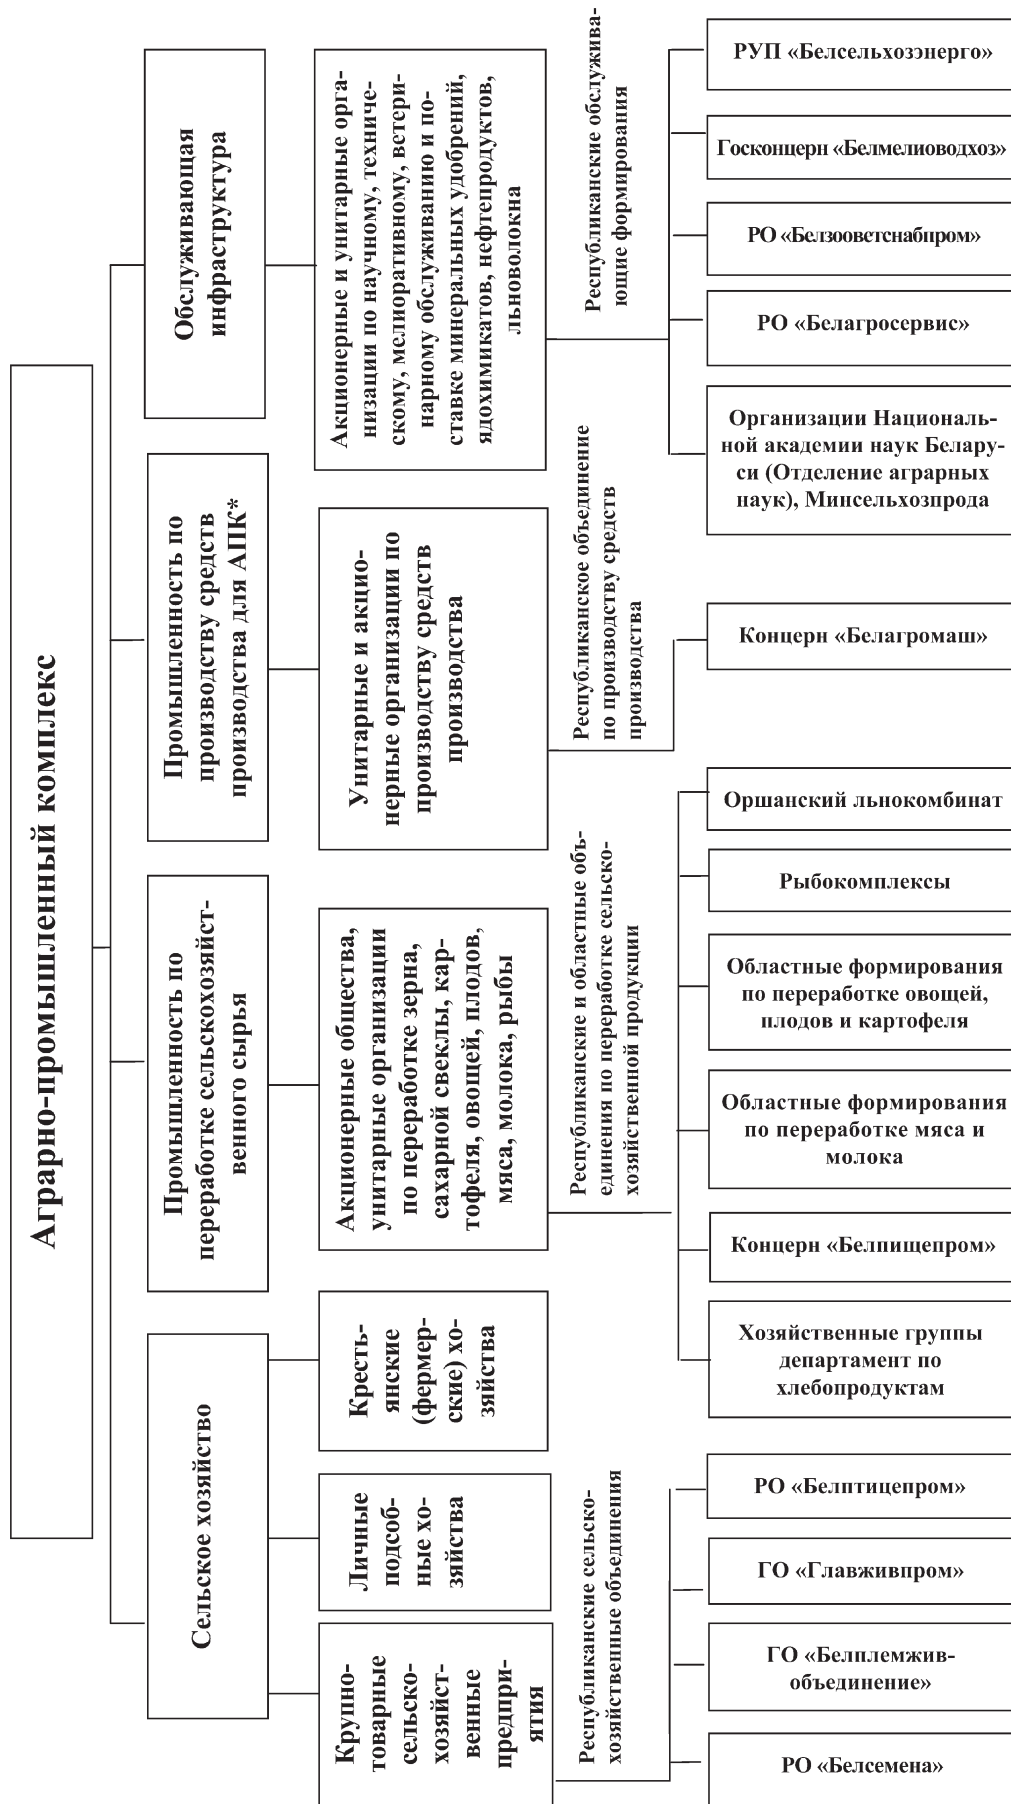 Аграрно-промышленный комплекс
Сельское хозяйство
Промышленность по
переработке сельскохозяйст-
венного сырья
Промышленность по
производству средств
производства для АПК*
Обслуживающая
инфраструктура
Крупно-
товарные
сельско-
хозяйст-
венные
предпри-
ятия
Личные
подсоб-
ные хо-
зяйства
Кресть-
янские
(фермер-
ские) хо-
зяйства
Акционерные общества,
унитарные организации
по переработке зерна,
сахарной свеклы, кар-
тофеля, овощей, плодов,
мяса, молока, рыбы
Унитарные и акцио-
нерные организации по
производству средств
производства
Акционерные и унитарные орга-
низации по научному, техниче-
скому, мелиоративному, ветери-
нарному обслуживанию и по-
ставке минеральных удобрений,
ядохимикатов, нефтепродуктов,
льноволокна
Республиканские сельско-
хозяйственные объединения
Республиканские и областные объ-
единения по переработке сельско-
хозяйственной продукции
Республиканское объединение
по производству средств
производства
Республиканские обслужива-
ющие формирования
РУП «Белсельхозэнерго»
Госконцерн «Белмелиоводхоз»
РО «Белзооветснабпром»
РО «Белагросервис»
Организации Националь-
ной академии наук Белару-
си (Отделение аграрных
наук), Минсельхозпрода
Концерн «Белагромаш»
Оршанский льнокомбинат
Рыбокомплексы
Областные формирования
по переработке овощей,
плодов и картофеля
Областные формирования
по переработке мяса и
молока
Концерн «Белпищепром»
Хозяйственные группы
департамент по
хлебопродуктам
РО «Белптицепром»
ГО «Главживпром»
ГО «Белплемжив-
объединение»
РО «Белсемена»